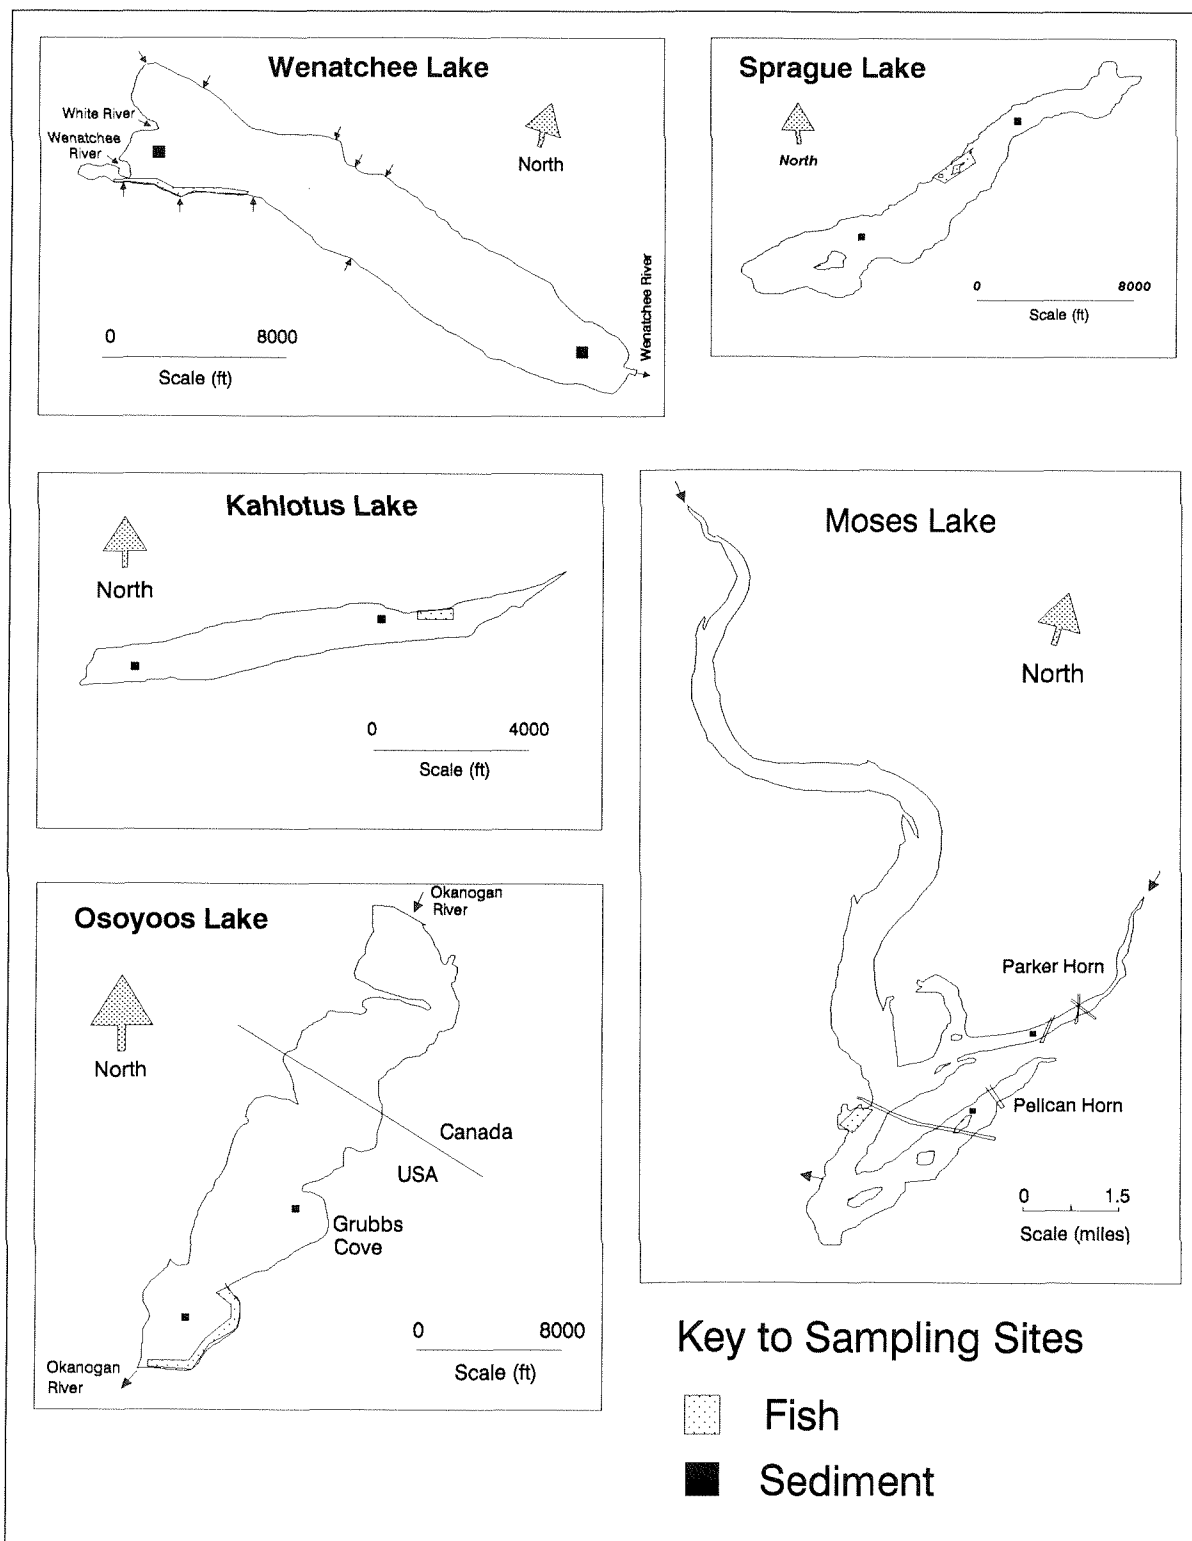 Wenatchee Lake
White River
Wenatchee
River
North
Wenatchee River
0 8000
Scale (ft)
Sprague Lake
North
0 8000
Scale (ft)
Kahlotus Lake
North
0 4000
Scale (ft)
Moses Lake
North
Parker Horn
Pelican Horn
0 1.5
Scale (miles)
Osoyoos Lake
Okanogan
River
North
Canada
USA
Grubbs
Cove
0 8000
Scale (ft)
Okanogan
River
Key to Sampling Sites
Fish
Sediment